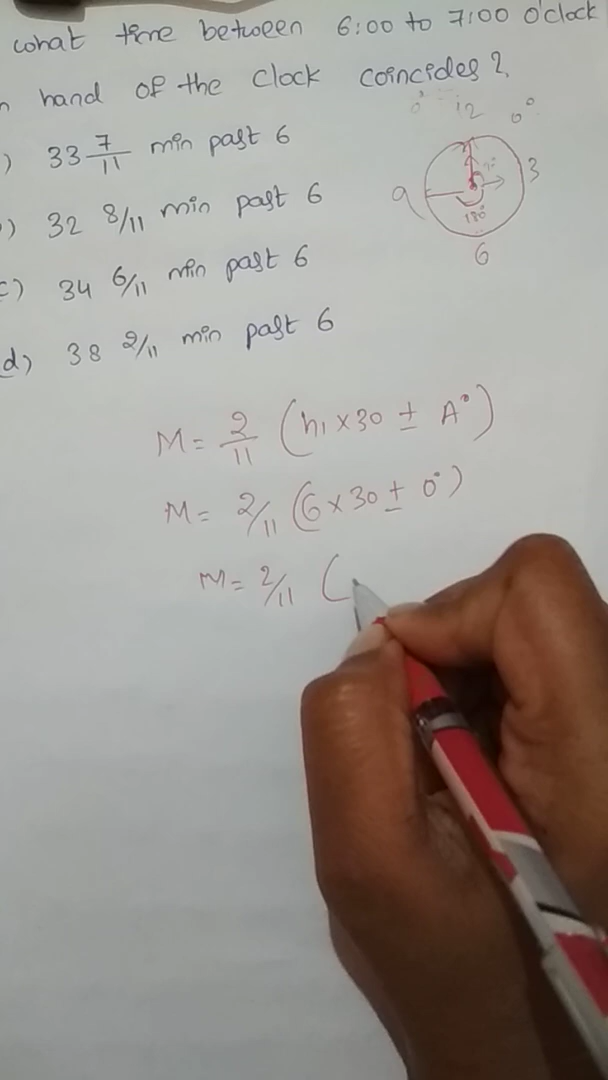 what time between 6:00 to 7:00 O'clock
hand of the Clock coincides?
) 33 7/11 min past 6
) 32 8/11 min past 6
c) 34 6/11 min past 6
d) 38 2/11 min past 6
12 0°
9 3
180°
6
M = 2/11 (h1 x 30 ± A°)
M = 2/11 (6 x 30 ± 0°)
M = 2/11 (